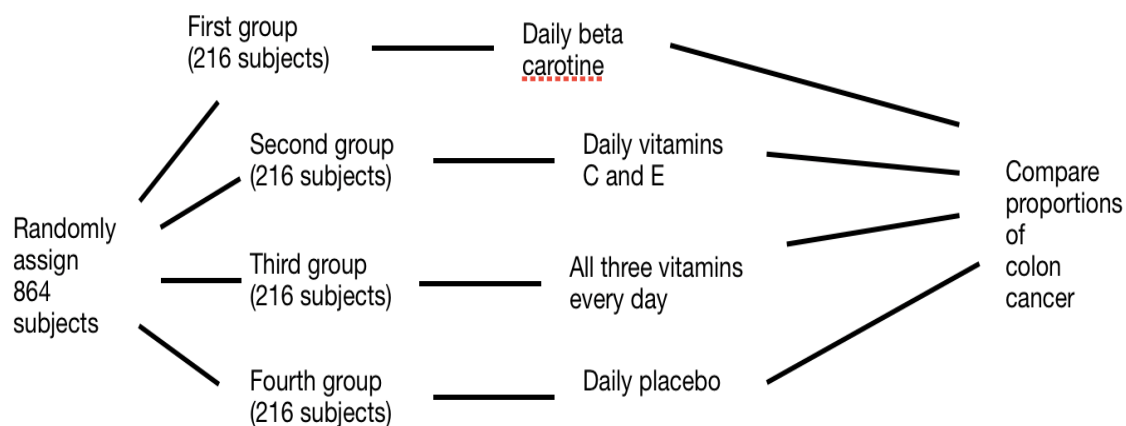 Randomly
assign
864
subjects
First group
(216 subjects)
Daily beta
carotine
Second group
(216 subjects)
Daily vitamins
C and E
Third group
(216 subjects)
All three vitamins
every day
Fourth group
(216 subjects)
Daily placebo
Compare
proportions
of
colon
cancer